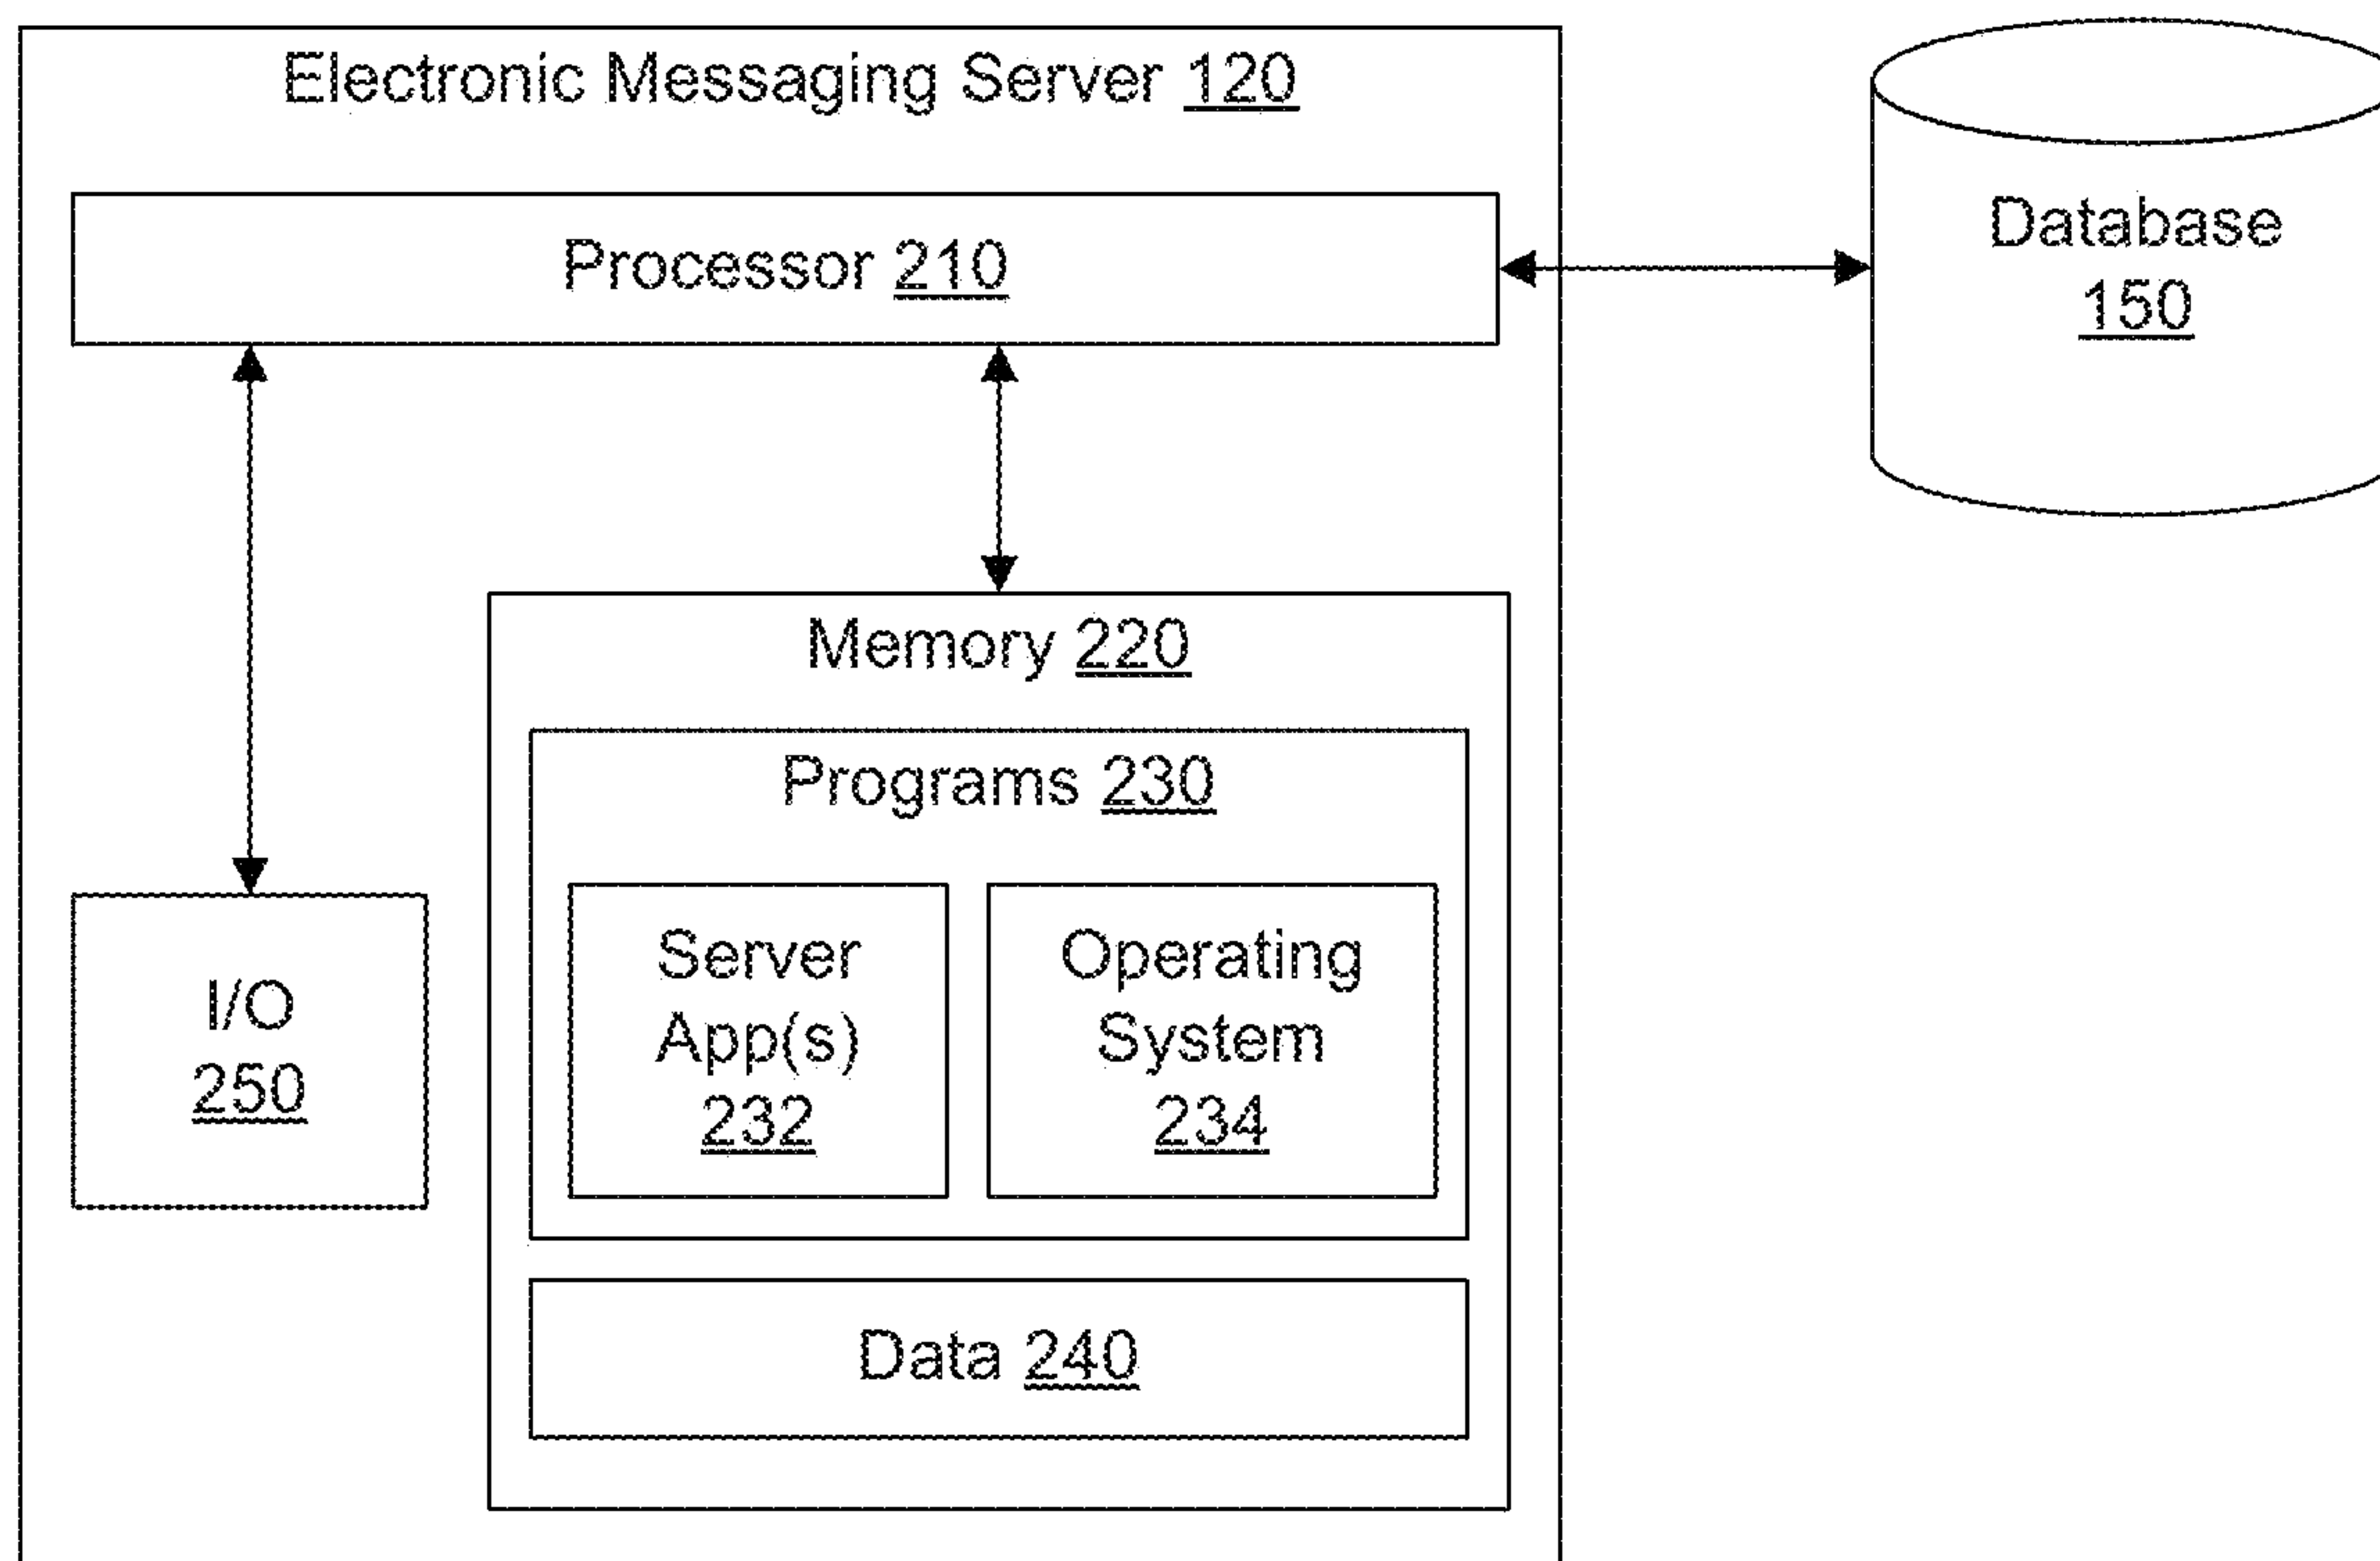 Electronic Messaging Server 120
Processor 210
Database
150
Memory 220
Programs 230
Server
App(s)
232
Operating
System
234
I/O
250
Data 240